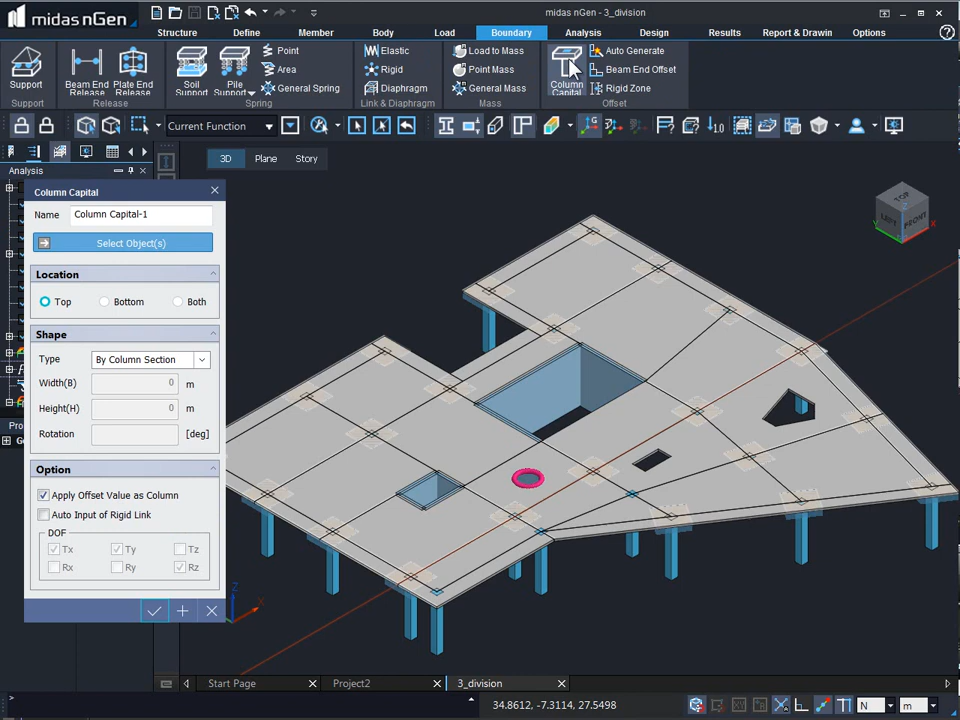 midas nGen
midas nGen - 3_division
Structure Define Member Load Boundary Analysis Design Results Report & Drawin Options
Support
Beam End Release
Plate End Release
Soil Support
Pile Support
Point
Area
General Spring
Elastic
Rigid
Diaphragm
Load to Mass
Point Mass
General Mass
Column Capital
Auto Generate
Beam End Offset
Rigid Zone
Support Release Spring Link & Diaphragm Mass Offset
Current Function
1.0
Analysis
3D Plane Story
Column Capital
Name Column Capital-1
Select Object(s)
Location
Top Bottom Both
Shape
Type By Column Section
Width(B) 0 m
Height(H) 0 m
Rotation [deg]
Option
Apply Offset Value as Column
Auto Input of Rigid Link
DOF
Tx Ty Tz
Rx Ry Rz
TOP
LEFT
FRONT
Z
X
Start Page Project2 3_division
>
34.8612, -7.3114, 27.5498
N
m